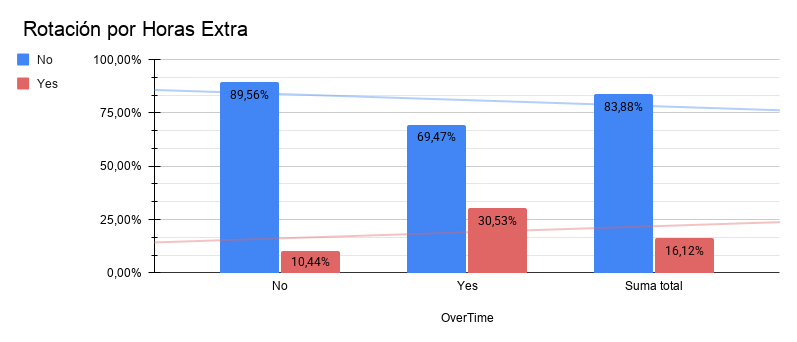 Rotación por Horas Extra
No
Yes
100,00%
75,00%
50,00%
25,00%
0,00%
89,56%
10,44%
69,47%
30,53%
83,88%
16,12%
No
Yes
Suma total
OverTime